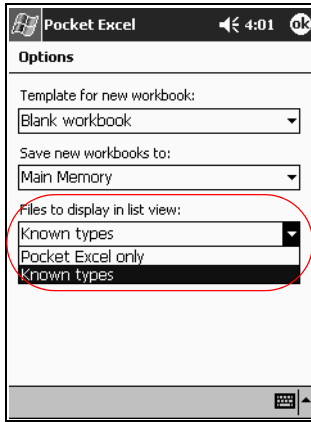 Pocket Excel 4:01 ok
Options
Template for new workbook:
Blank workbook
Save new workbooks to:
Main Memory
Files to display in list view:
Known types
Pocket Excel only
Known types